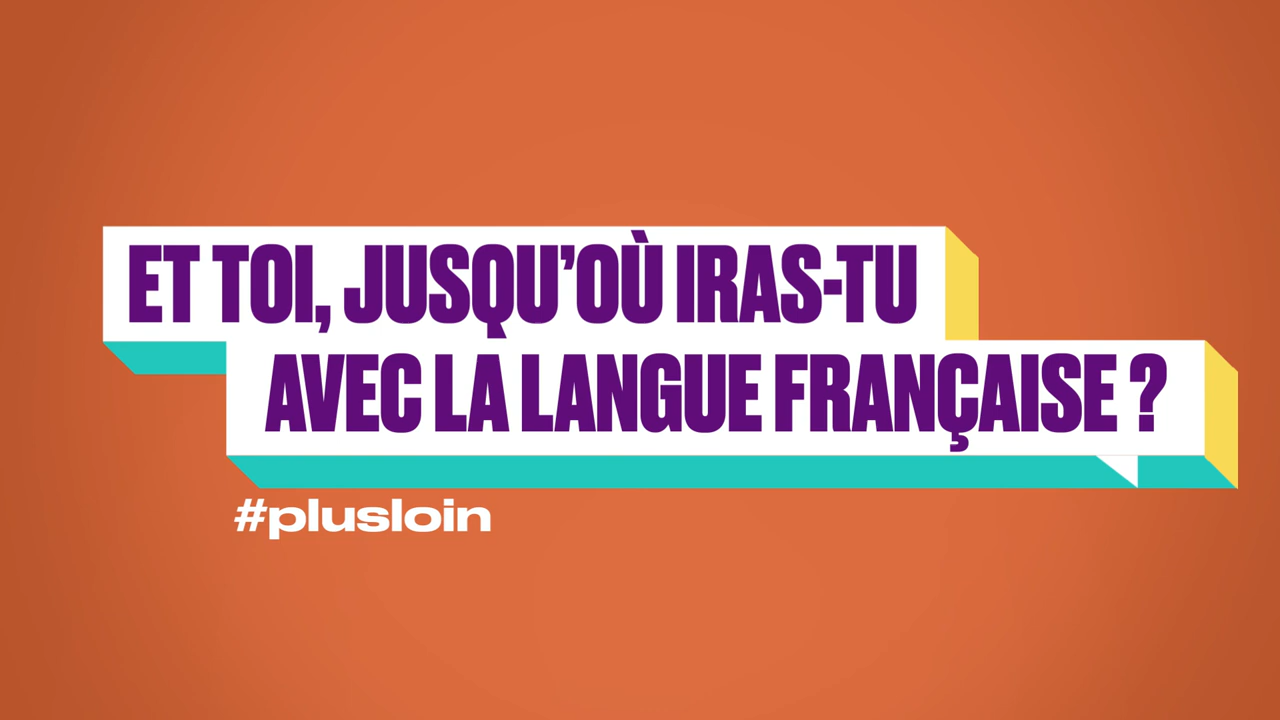 ET TOI, JUSQU’OÙ IRAS-TU
AVEC LA LANGUE FRANÇAISE ?
#plusloin